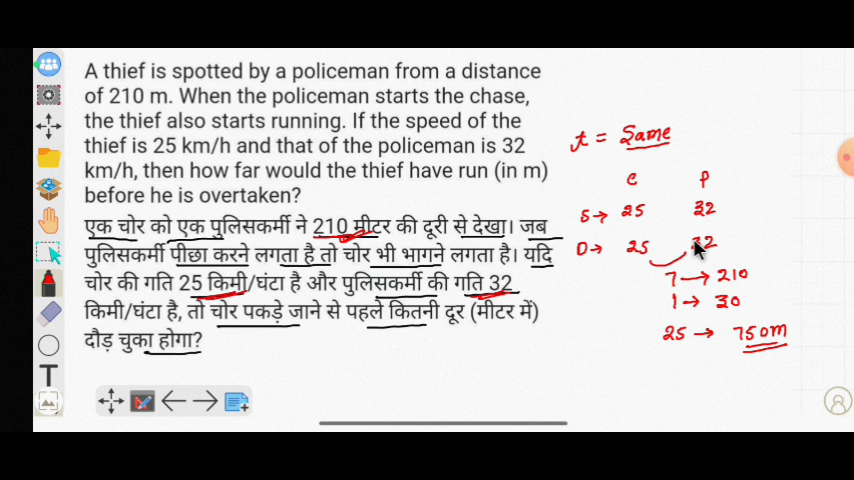 A thief is spotted by a policeman from a distance
of 210 m. When the policeman starts the chase,
the thief also starts running. If the speed of the
thief is 25 km/h and that of the policeman is 32
km/h, then how far would the thief have run (in m)
before he is overtaken?
एक चोर को एक पुलिसकर्मी ने 210 मीटर की दूरी से देखा। जब
पुलिसकर्मी पीछा करने लगता है तो चोर भी भागने लगता है। यदि
चोर की गति 25 किमी/घंटा है और पुलिसकर्मी की गति 32
किमी/घंटा है, तो चोर पकड़े जाने से पहले कितनी दूर (मीटर में)
दौड़ चुका होगा?
t = Same
C P
S→ 25 32
D→ 25 32
7 → 210
1 → 30
25 → 750m
T